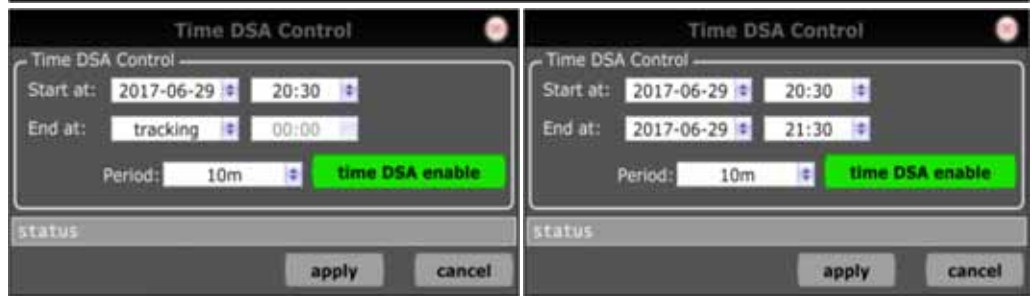 Time DSA Control
Time DSA Control
Start at: 2017-06-29 20:30
End at: tracking 00:00
Period: 10m time DSA enable
status
apply cancel
Time DSA Control
Time DSA Control
Start at: 2017-06-29 20:30
End at: 2017-06-29 21:30
Period: 10m time DSA enable
status
apply cancel